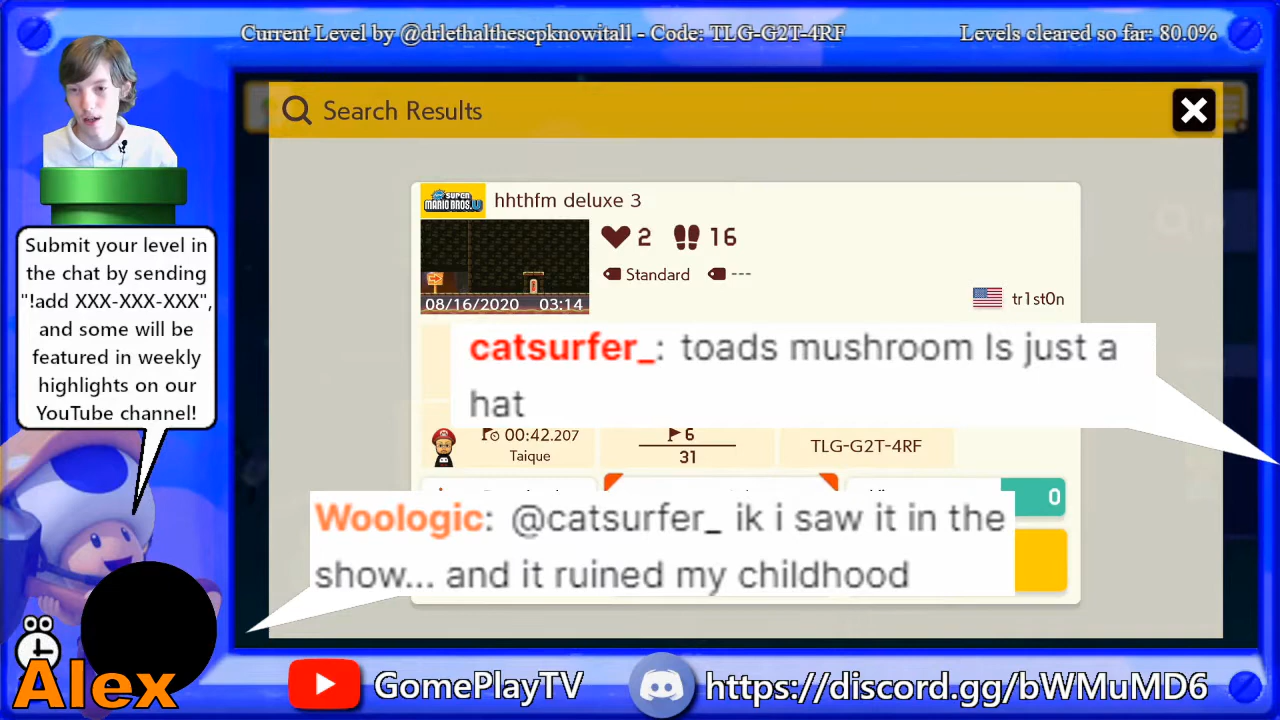 Current Level by @drlethalthescpknowitall - Code: TLG-G2T-4RF
Levels cleared so far: 80.0%
Search Results
SUPER
MARIO BROS. U
hhthfm deluxe 3
2
16
Standard
---
08/16/2020 03:14
tr1st0n
Submit your level in
the chat by sending
"!add XXX-XXX-XXX",
and some will be
featured in weekly
highlights on our
YouTube channel!
catsurfer_: toads mushroom Is just a
hat
00:42.207
Taique
6
31
TLG-G2T-4RF
0
Woologic: @catsurfer_ ik i saw it in the
show... and it ruined my childhood
Alex
GomePlayTV
https://discord.gg/bWMuMD6